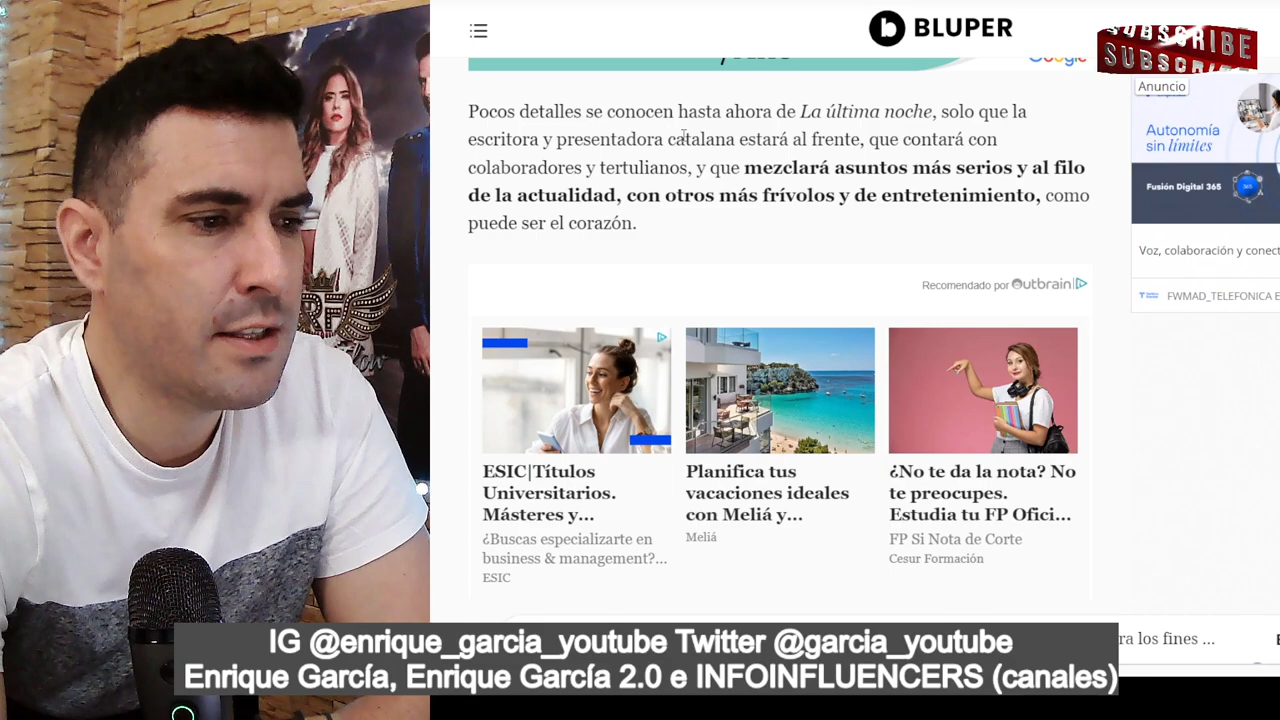 BLUPER
SUBSCRIBE
SUBSCRIBE
Google
Anuncio
Pocos detalles se conocen hasta ahora de La última noche, solo que la
escritora y presentadora catalana estará al frente, que contará con
colaboradores y tertulianos, y que mezclará asuntos más serios y al filo
de la actualidad, con otros más frívolos y de entretenimiento, como
puede ser el corazón.
Autonomía
sin límites
Fusión Digital 365
365
Voz, colaboración y conect
FWMAD_TELEFONICA E
Recomendado por Outbrain
ESIC|Títulos
Universitarios.
Másteres y...
¿Buscas especializarte en
business & management?...
ESIC
Planifica tus
vacaciones ideales
con Meliá y...
Meliá
¿No te da la nota? No
te preocupes.
Estudia tu FP Ofici...
FP Si Nota de Corte
Cesur Formación
ra los fines ...
IG @enrique_garcia_youtube Twitter @garcia_youtube
Enrique García, Enrique García 2.0 e INFOINFLUENCERS (canales)